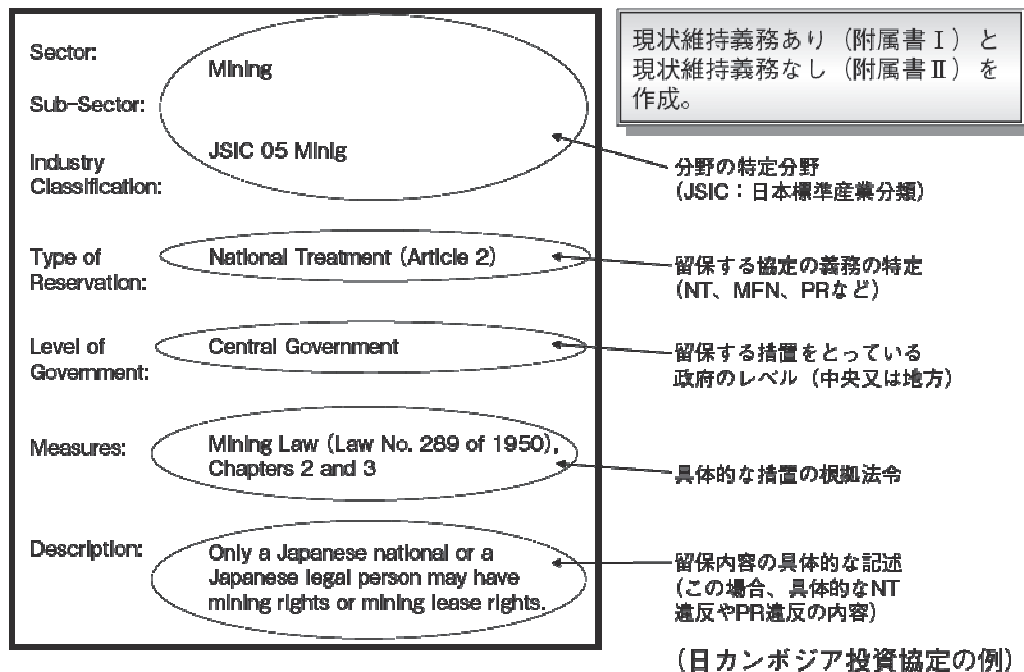 Sector:
Mining
Sub-Sector:
JSIC 05 Minig
Industry
Classification:
Type of
Reservation:
National Treatment (Article 2)
Level of
Government:
Central Government
Measures:
Mining Law (Law No. 289 of 1950),
Chapters 2 and 3
Description:
Only a Japanese national or a
Japanese legal person may have
mining rights or mining lease rights.
現状維持義務あり（附属書Ⅰ）と
現状維持義務なし（附属書Ⅱ）を
作成。
分野の特定分野
（JSIC：日本標準産業分類）
留保する協定の義務の特定
（NT、MFN、PRなど）
留保する措置をとっている
政府のレベル（中央又は地方）
具体的な措置の根拠法令
留保内容の具体的な記述
（この場合、具体的なNT
違反やPR違反の内容）
（日カンボジア投資協定の例）